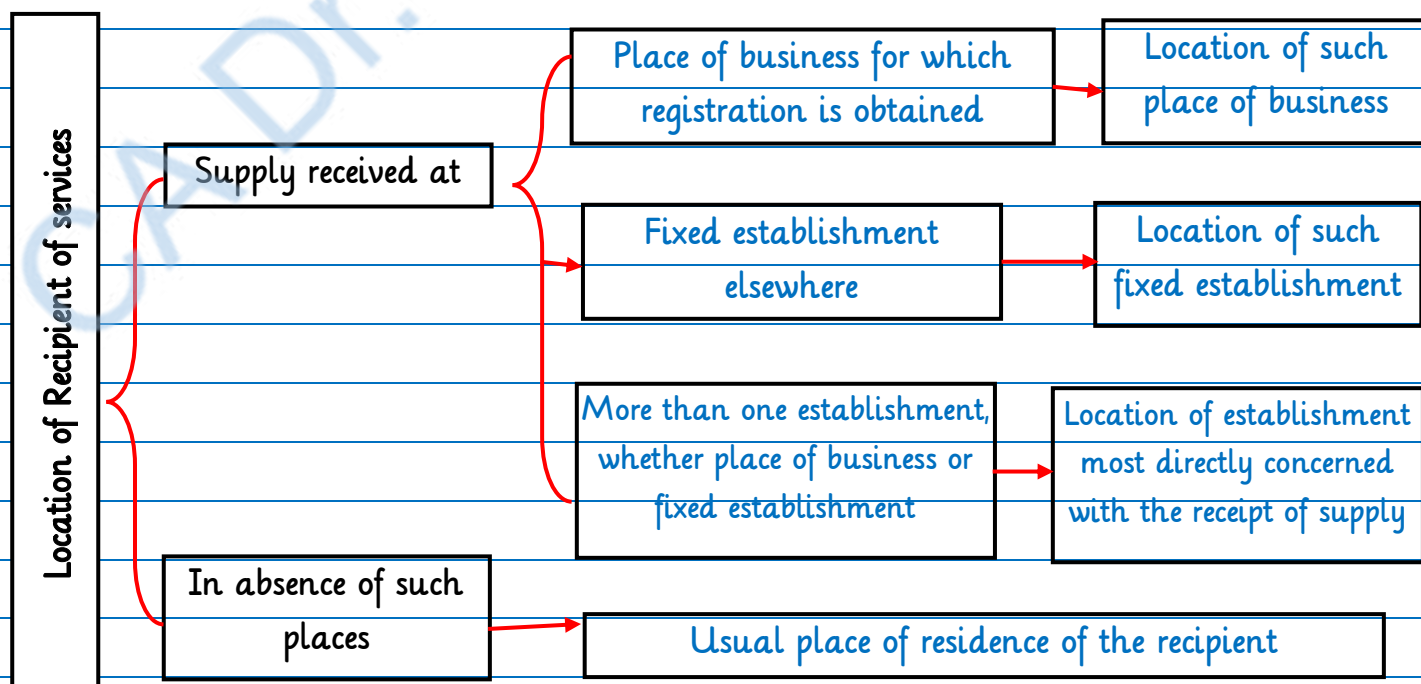 CA Dr.
Location of Recipient of services
Supply received at
Place of business for which
registration is obtained
Location of such
place of business
Fixed establishment
elsewhere
Location of such
fixed establishment
More than one establishment,
whether place of business or
fixed establishment
Location of establishment
most directly concerned
with the receipt of supply
In absence of such
places
Usual place of residence of the recipient